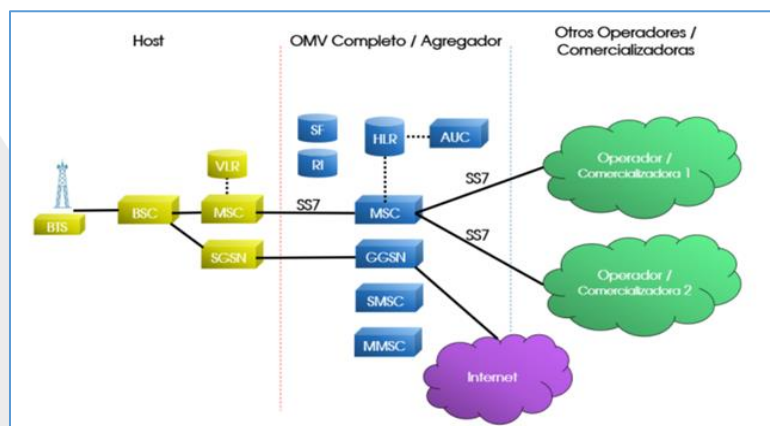 Host
OMV Completo / Agregador
Otros Operadores /
Comercializadoras
SF
HLR
AUC
VLR
RI
Operador /
Comercializadora 1
SS7
BTS
BSC
MSC
SS7
MSC
SS7
SGSN
GGSN
Operador /
Comercializadora 2
SMSC
MMSC
Internet